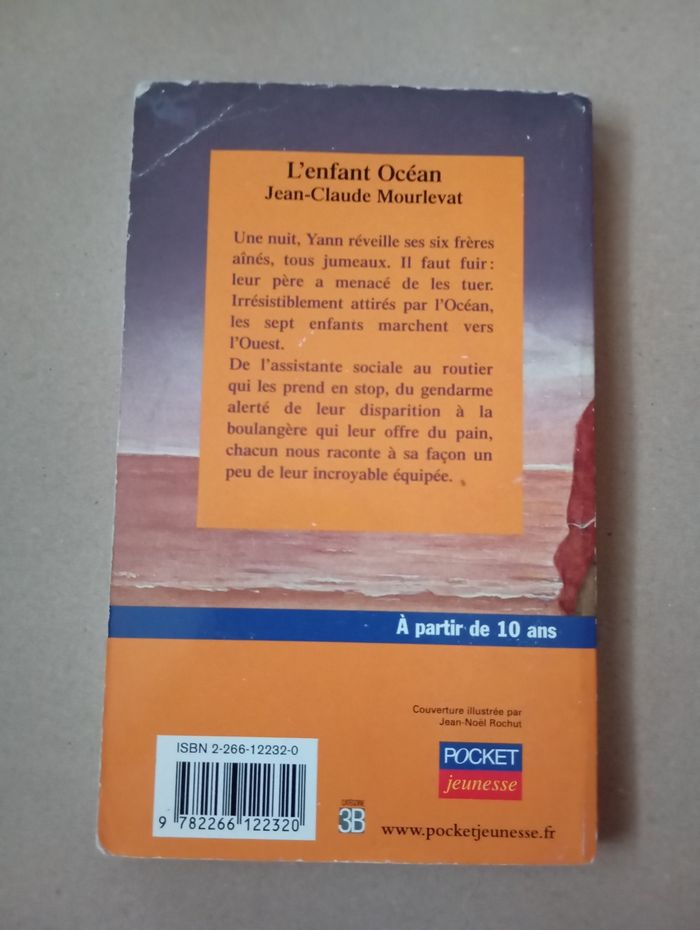 L'enfant Océan
Jean-Claude Mourlevat
Une nuit, Yann réveille ses six frères
aînés, tous jumeaux. Il faut fuir :
leur père a menacé de les tuer.
Irrésistiblement attirés par l'Océan,
les sept enfants marchent vers
l'Ouest.
De l'assistante sociale au routier
qui les prend en stop, du gendarme
alerté de leur disparition à la
boulangère qui leur offre du pain,
chacun nous raconte à sa façon un
peu de leur incroyable équipée.
À partir de 10 ans
Couverture illustrée par
Jean-Noël Rochut
POCKET
jeunesse
ISBN 2-266-12232-0
9 782266 122320
CATÉGORIE
3B
www.pocketjeunesse.fr